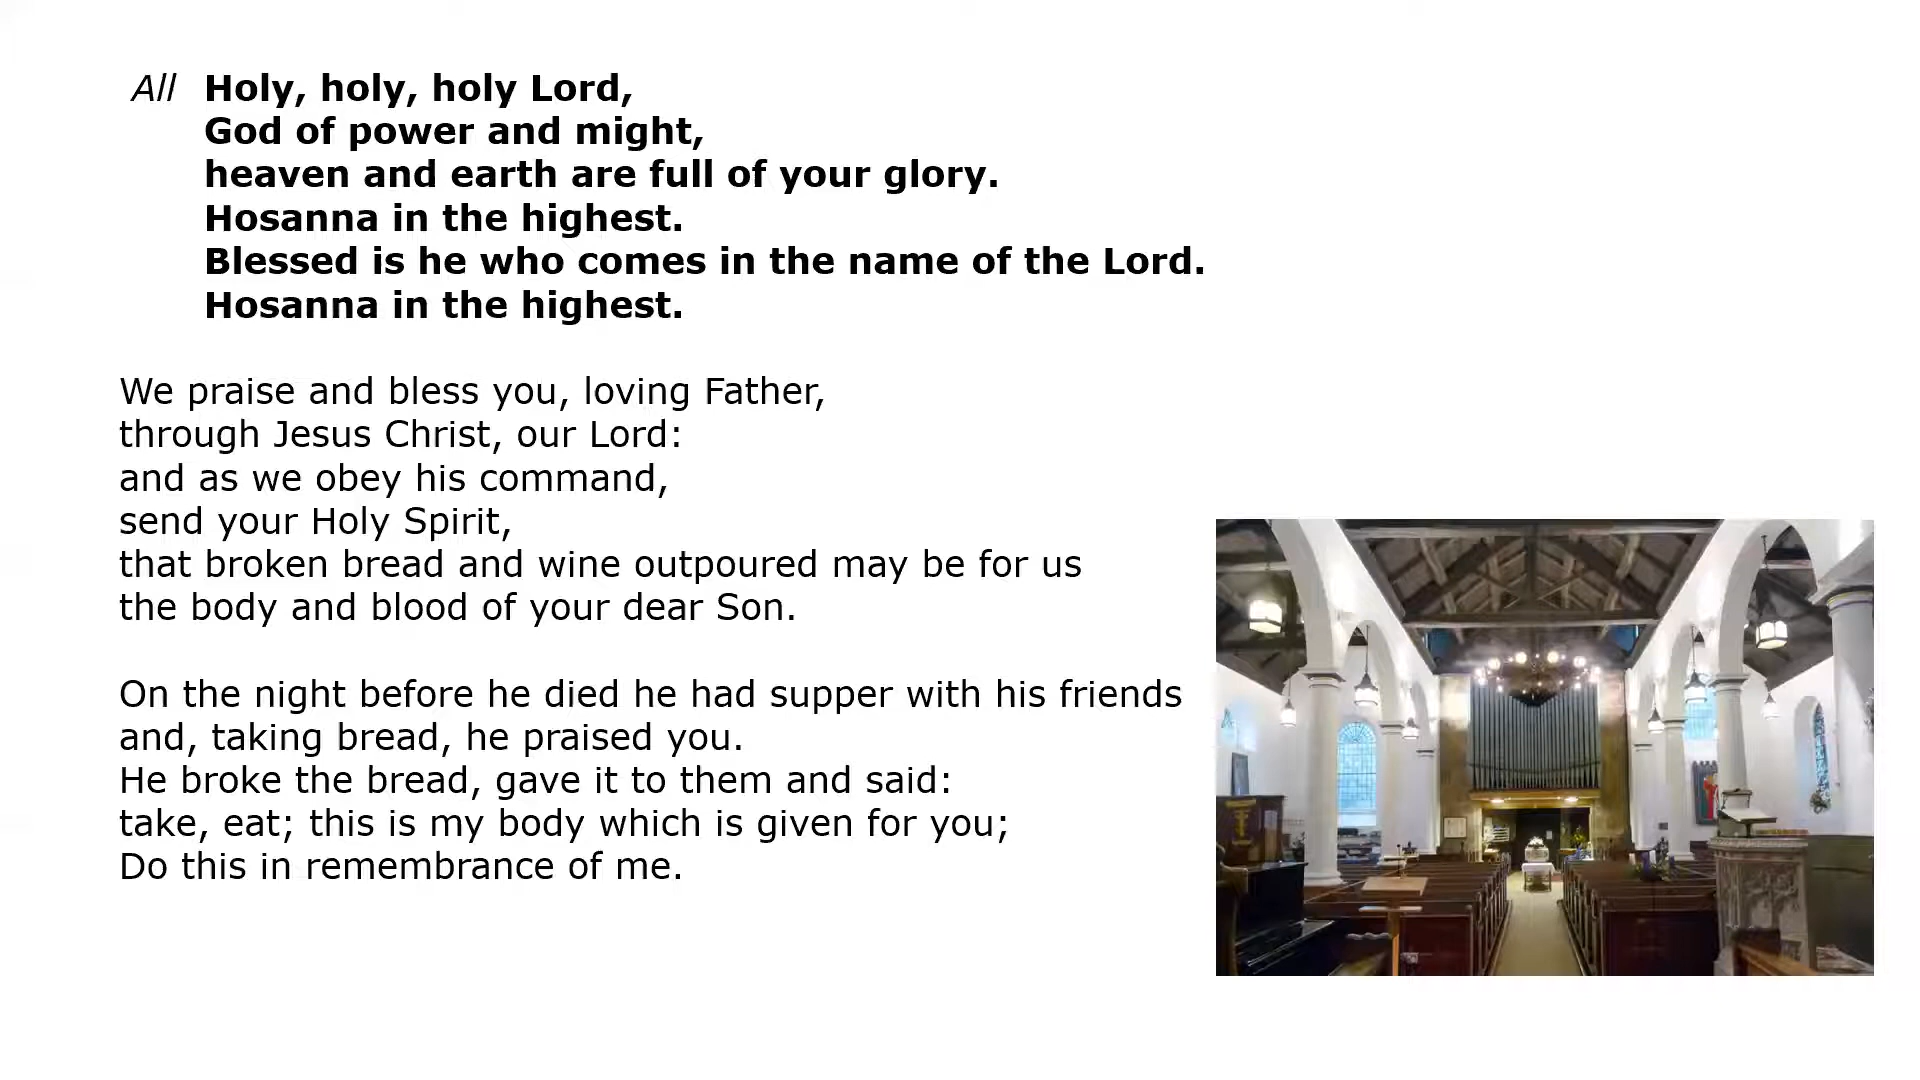 All Holy, holy, holy Lord,
God of power and might,
heaven and earth are full of your glory.
Hosanna in the highest.
Blessed is he who comes in the name of the Lord.
Hosanna in the highest.
We praise and bless you, loving Father,
through Jesus Christ, our Lord:
and as we obey his command,
send your Holy Spirit,
that broken bread and wine outpoured may be for us
the body and blood of your dear Son.
On the night before he died he had supper with his friends
and, taking bread, he praised you.
He broke the bread, gave it to them and said:
take, eat; this is my body which is given for you;
Do this in remembrance of me.